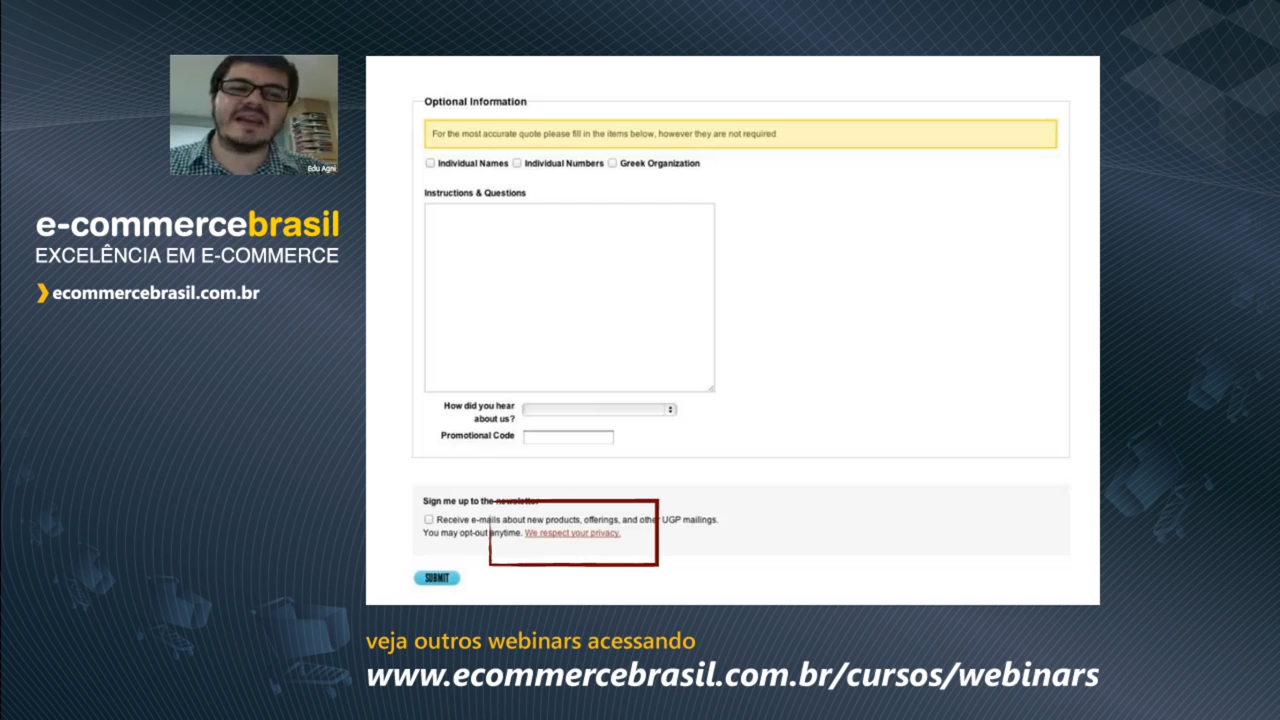 Edu Agni
e-commercebrasil
EXCELÊNCIA EM E-COMMERCE
ecommercebrasil.com.br
Optional Information
For the most accurate quote please fill in the items below, however they are not required
Individual Names Individual Numbers Greek Organization
Instructions & Questions
How did you hear
about us?
Promotional Code
Sign me up to the newsletter
Receive e-mails about new products, offerings, and other UGP mailings.
You may opt-out anytime. We respect your privacy.
SUBMIT
veja outros webinars acessando
www.ecommercebrasil.com.br/cursos/webinars